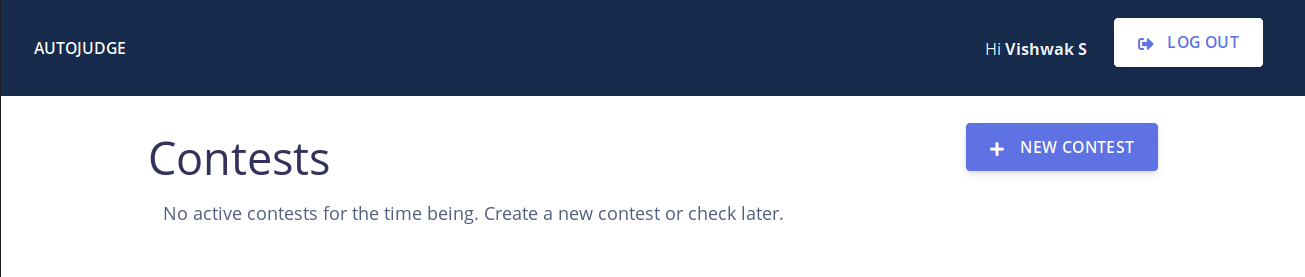 AUTOJUDGE
Hi Vishwak S
LOG OUT
Contests
NEW CONTEST
No active contests for the time being. Create a new contest or check later.